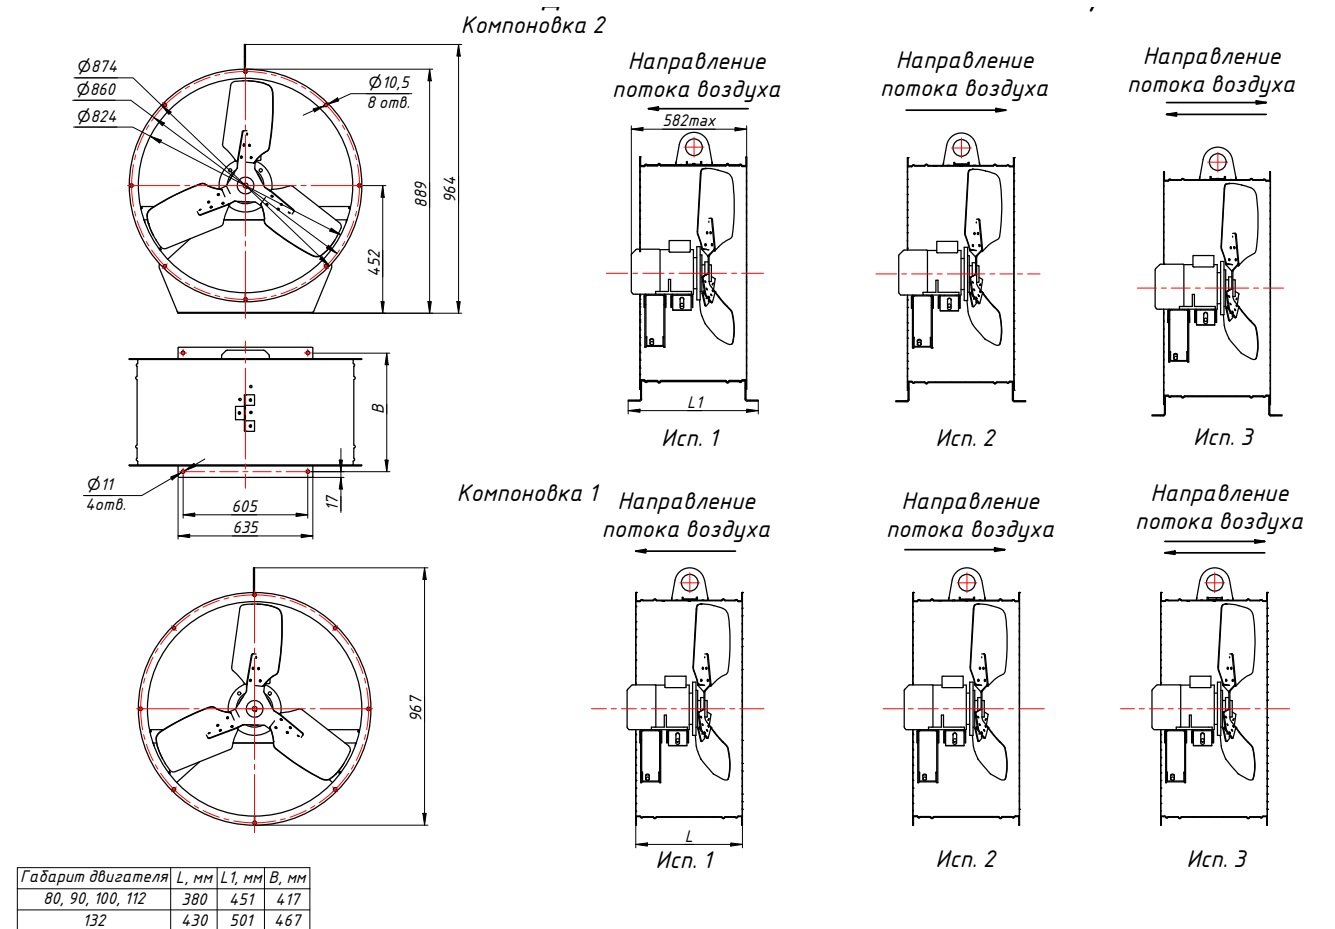 Компоновка 2
Направление
потока воздуха
Направление
потока воздуха
Направление
потока воздуха
Ø874
Ø860
Ø824
Ø10,5
8 отв.
889
964
452
582max
L1
Исп. 1
Исп. 2
Исп. 3
B
Ø11
4отв.
605
635
17
Компоновка 1
Направление
потока воздуха
Направление
потока воздуха
Направление
потока воздуха
967
L
Исп. 1
Исп. 2
Исп. 3
Габарит двигателя L, мм L1, мм B, мм
80, 90, 100, 112 380 451 417
132 430 501 467